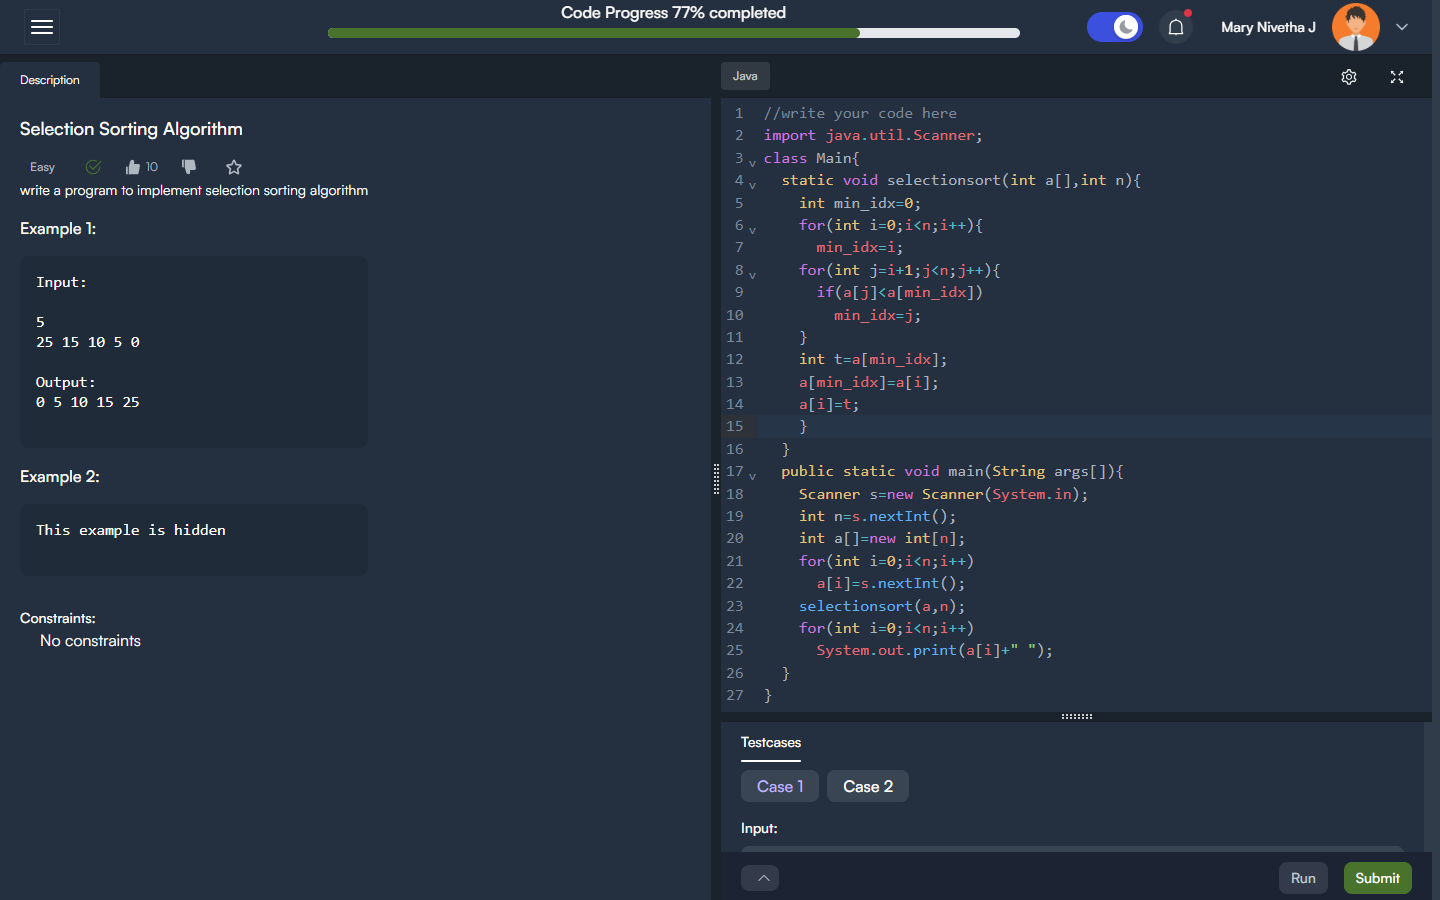 Code Progress 77% completed
Mary Nivetha J
Description
Selection Sorting Algorithm
Easy
10
write a program to implement selection sorting algorithm
Example 1:
Input:
5
25 15 10 5 0
Output:
0 5 10 15 25
Example 2:
This example is hidden
Constraints:
No constraints
Java
1 //write your code here
2 import java.util.Scanner;
3 class Main{
4 static void selectionsort(int a[],int n){
5 int min_idx=0;
6 for(int i=0;i<n;i++){
7 min_idx=i;
8 for(int j=i+1;j<n;j++){
9 if(a[j]<a[min_idx])
10 min_idx=j;
11 }
12 int t=a[min_idx];
13 a[min_idx]=a[i];
14 a[i]=t;
15 }
16 }
17 public static void main(String args[]){
18 Scanner s=new Scanner(System.in);
19 int n=s.nextInt();
20 int a[]=new int[n];
21 for(int i=0;i<n;i++)
22 a[i]=s.nextInt();
23 selectionsort(a,n);
24 for(int i=0;i<n;i++)
25 System.out.print(a[i]+" ");
26 }
27 }
Testcases
Case 1
Case 2
Input:
Run
Submit